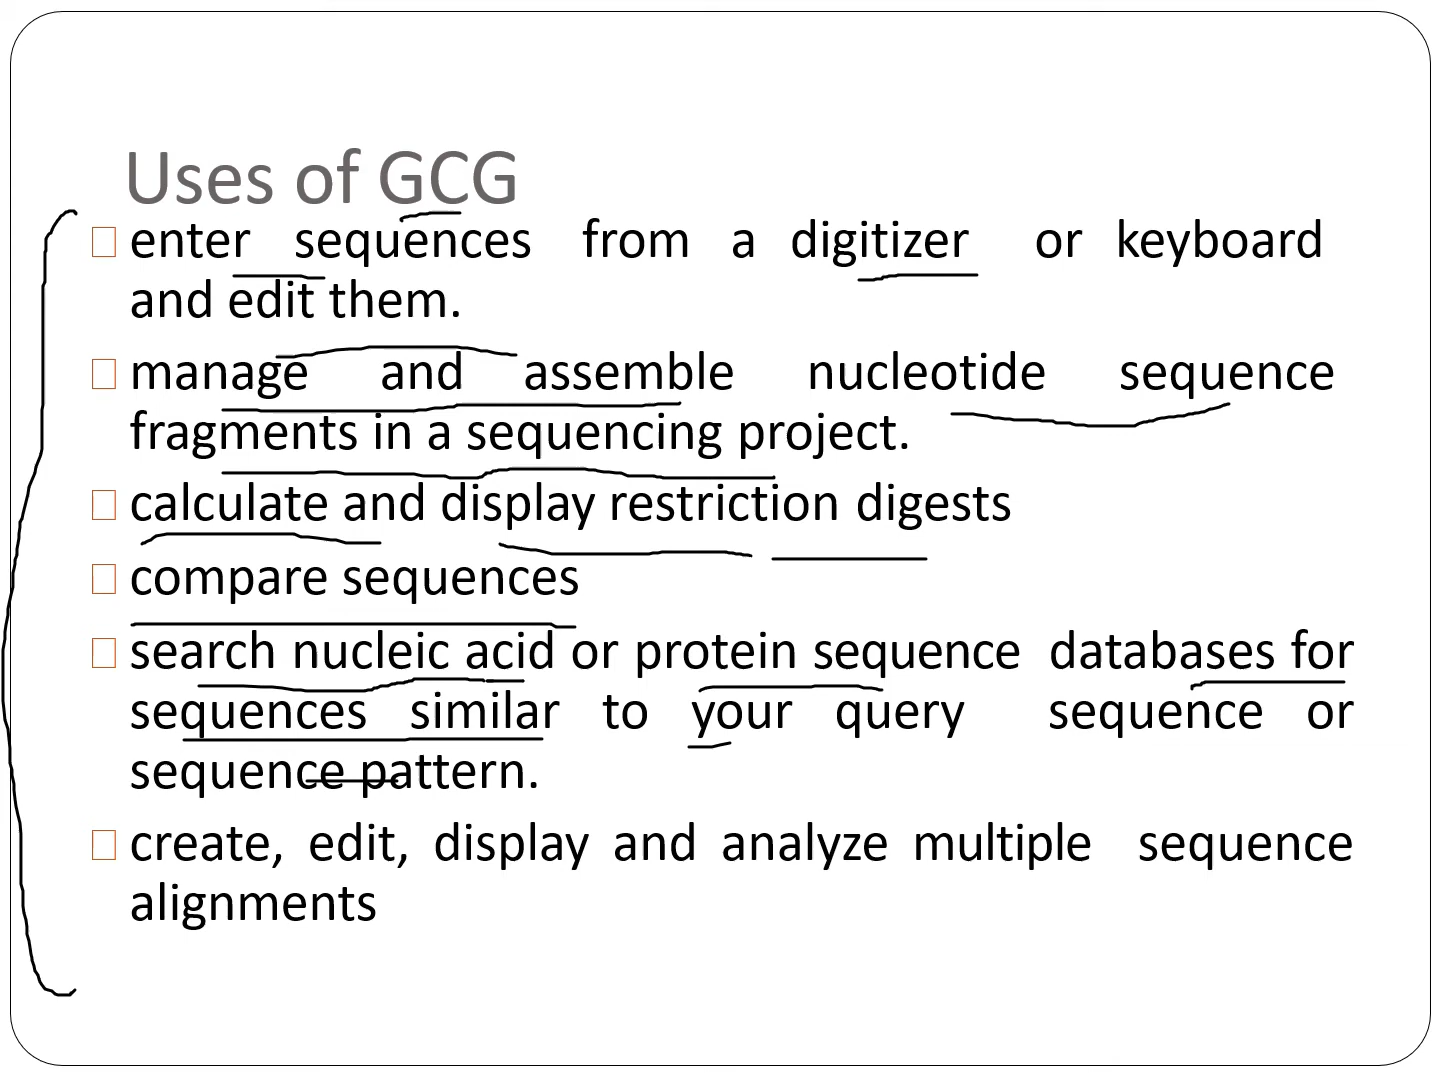 Uses of GCG
enter sequences from a digitizer or keyboard
and edit them.
manage and assemble nucleotide sequence
fragments in a sequencing project.
calculate and display restriction digests
compare sequences
search nucleic acid or protein sequence databases for
sequences similar to your query sequence or
sequence pattern.
create, edit, display and analyze multiple sequence
alignments